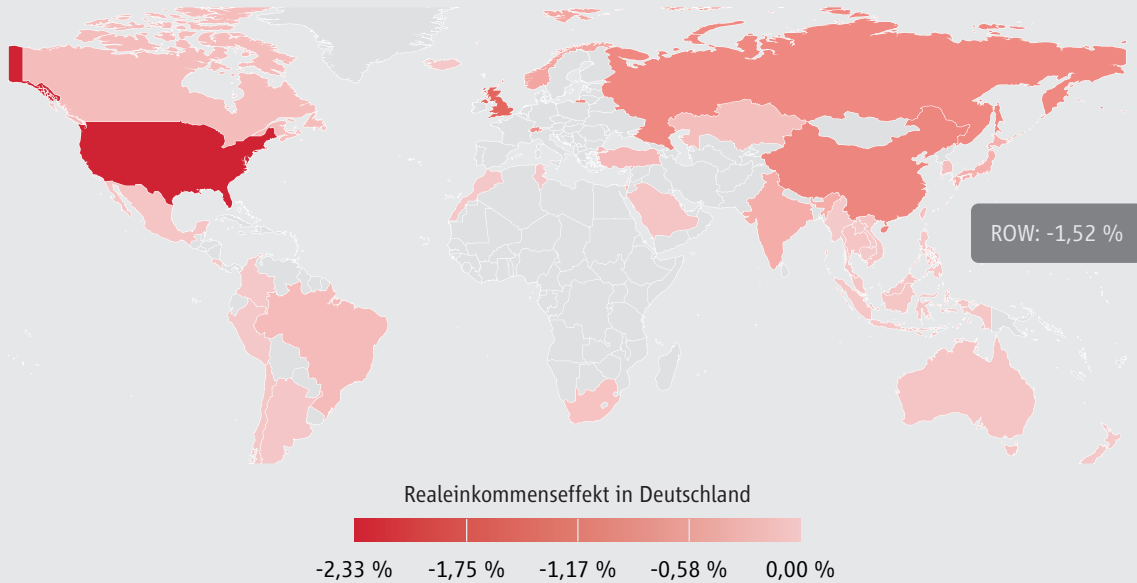 ROW: -1,52 %
Realeinkommenseffekt in Deutschland
-2,33 % -1,75 % -1,17 % -0,58 % 0,00 %